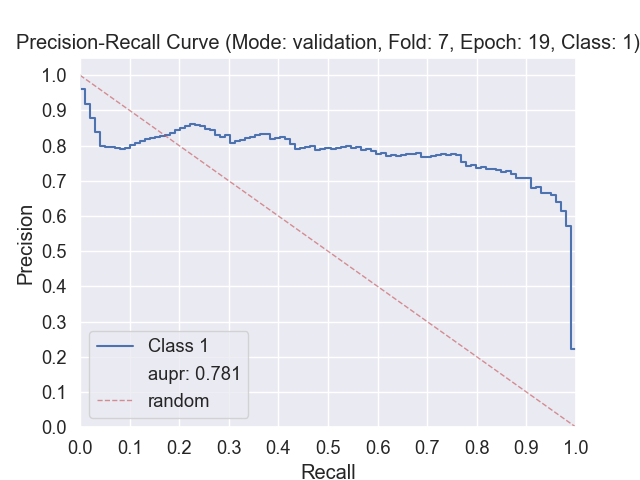 Precision-Recall Curve (Mode: validation, Fold: 7, Epoch: 19, Class: 1)
1.0
0.9
0.8
0.7
0.6
0.5
0.4
0.3
0.2
0.1
0.0
Precision
Class 1
aupr: 0.781
random
0.0 0.1 0.2 0.3 0.4 0.5 0.6 0.7 0.8 0.9 1.0
Recall